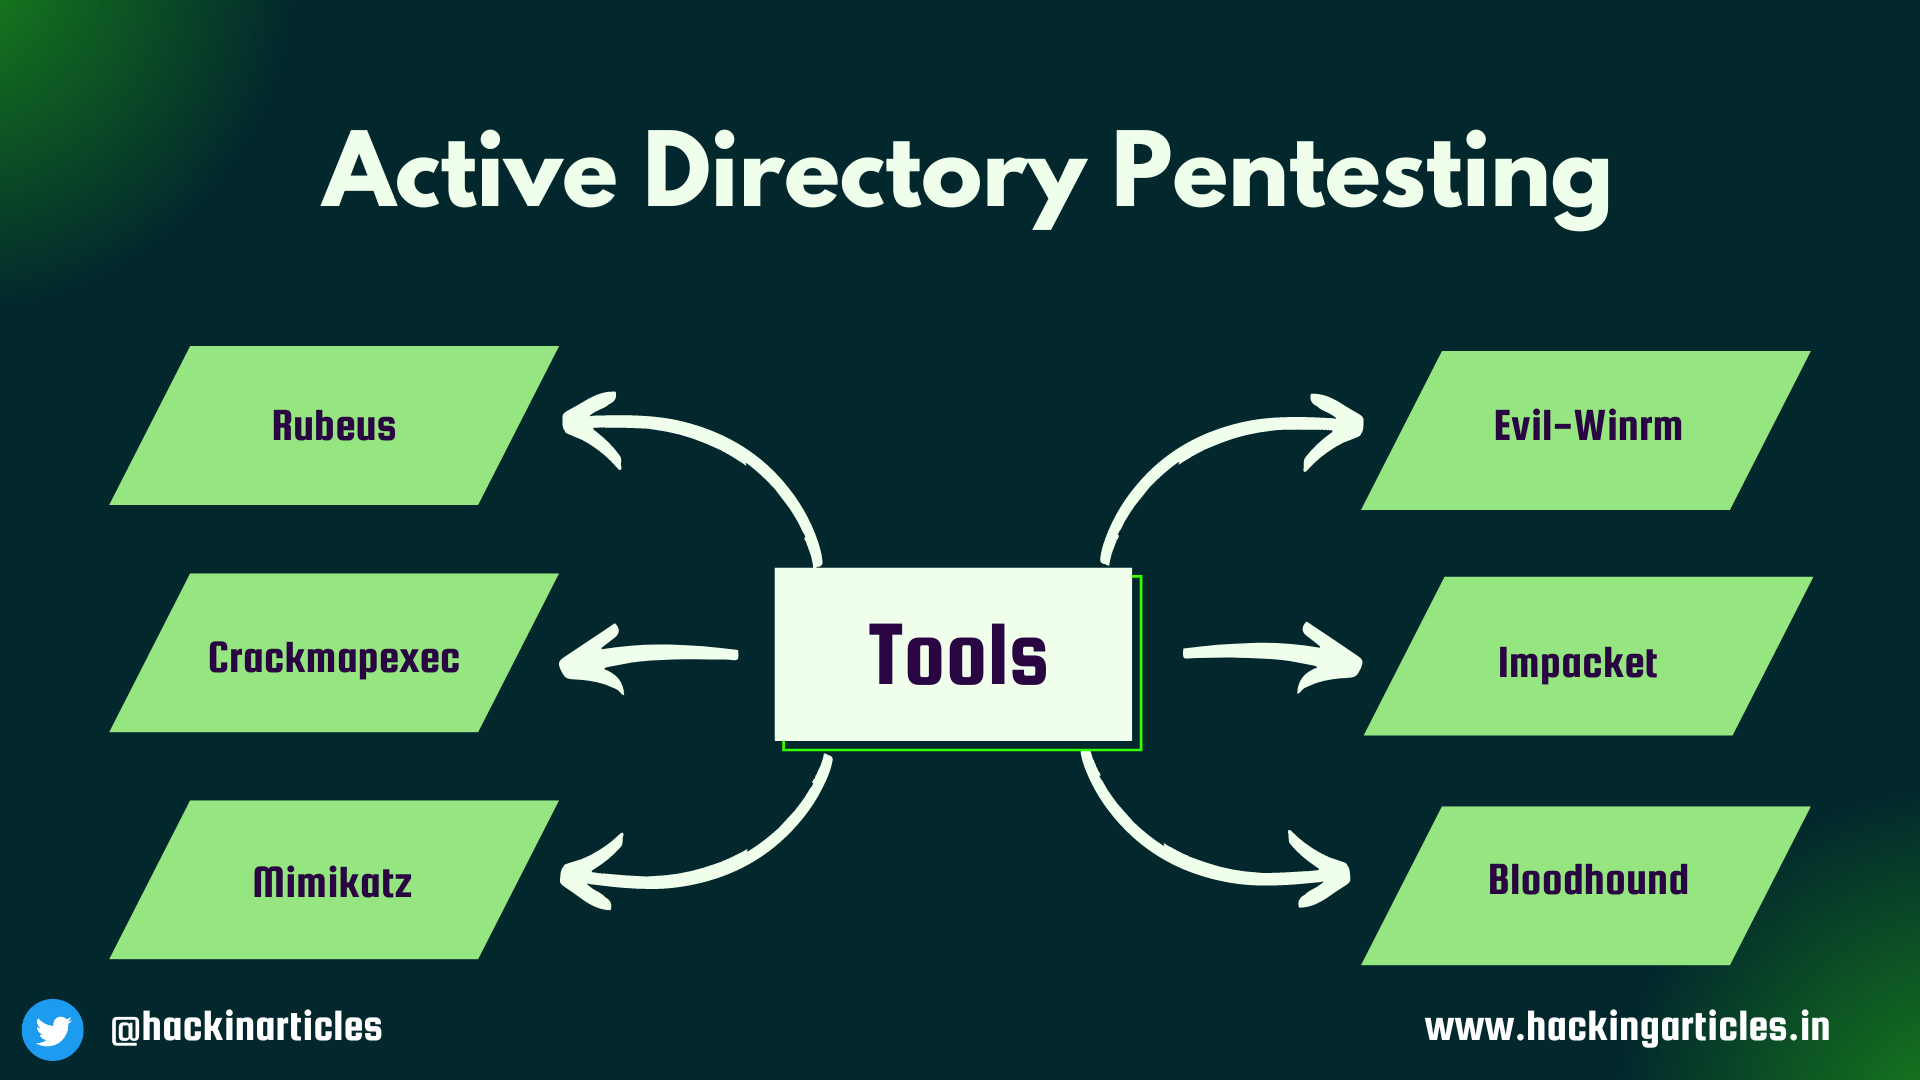 Active Directory Pentesting
Rubeus
Evil-Winrm
Crackmapexec
Tools
Impacket
Mimikatz
Bloodhound
@hackinarticles
www.hackingarticles.in